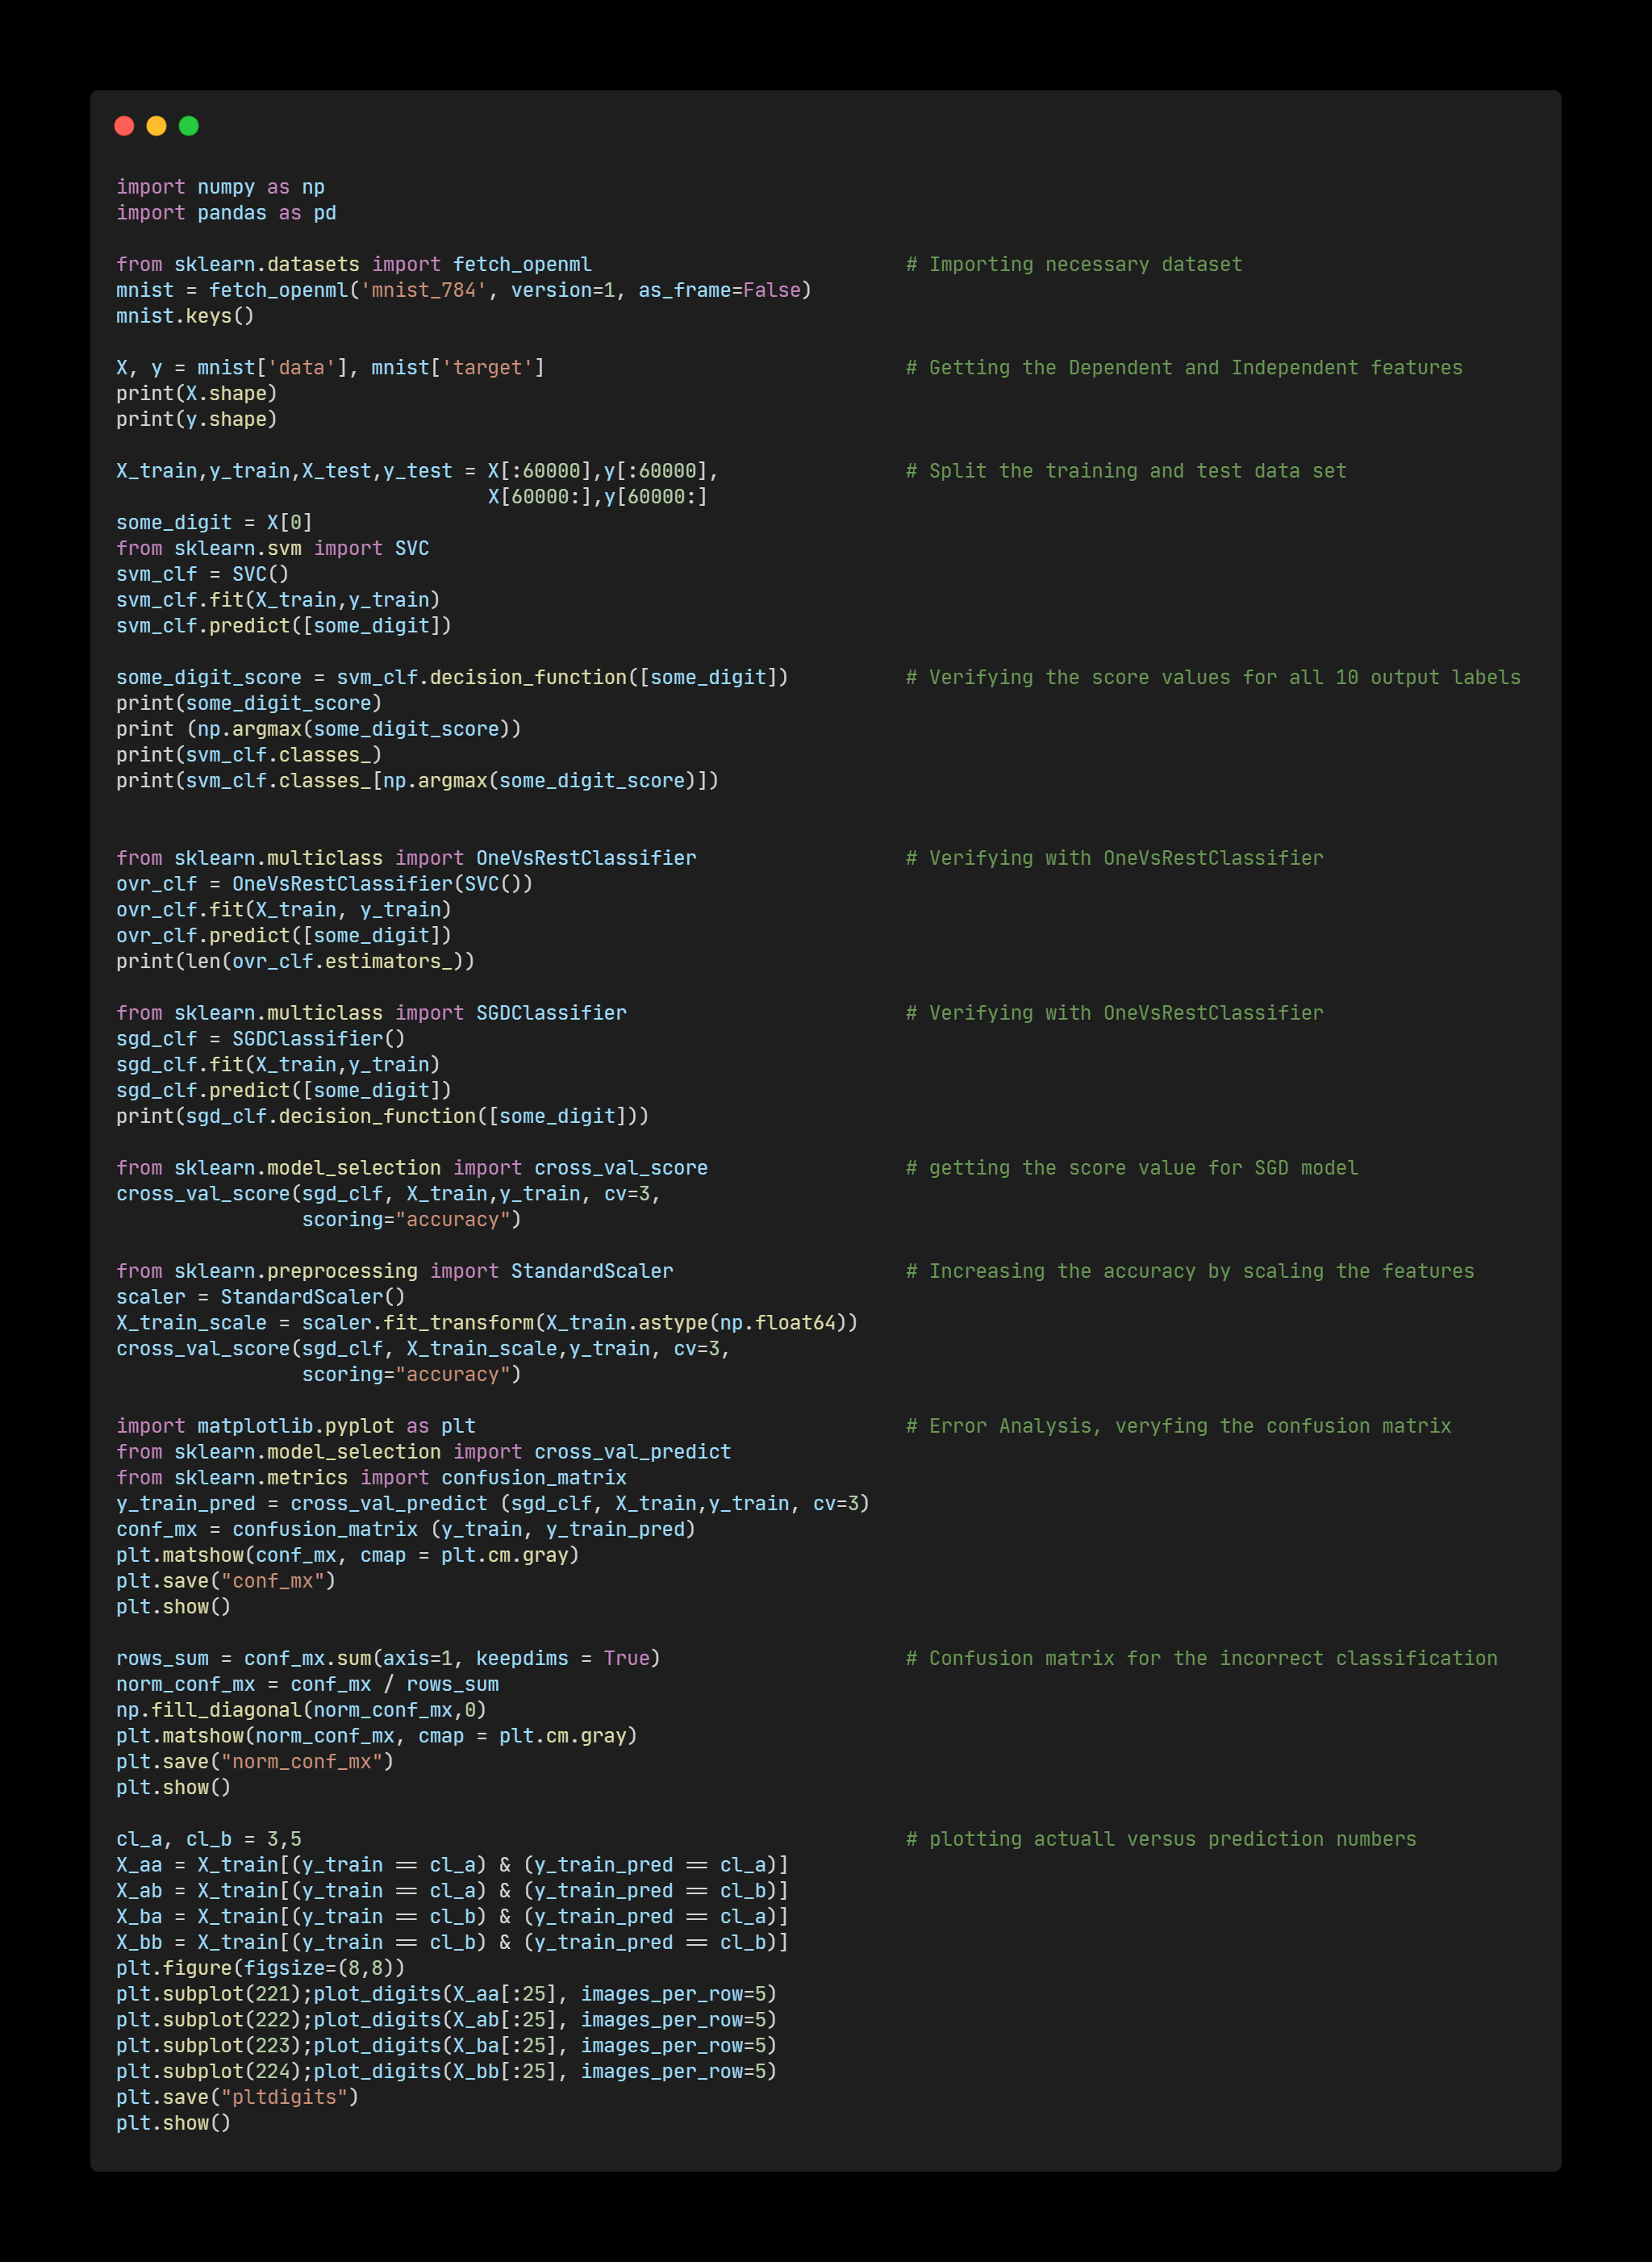 import numpy as np
import pandas as pd
from sklearn.datasets import fetch_openml # Importing necessary dataset
mnist = fetch_openml('mnist_784', version=1, as_frame=False)
mnist.keys()
X, y = mnist['data'], mnist['target'] # Getting the Dependent and Independent features
print(X.shape)
print(y.shape)
X_train,y_train,X_test,y_test = X[:60000],y[:60000], # Split the training and test data set
X[60000:],y[60000:]
some_digit = X[0]
from sklearn.svm import SVC
svm_clf = SVC()
svm_clf.fit(X_train,y_train)
svm_clf.predict([some_digit])
some_digit_score = svm_clf.decision_function([some_digit]) # Verifying the score values for all 10 output labels
print(some_digit_score)
print (np.argmax(some_digit_score))
print(svm_clf.classes_)
print(svm_clf.classes_[np.argmax(some_digit_score)])
from sklearn.multiclass import OneVsRestClassifier # Verifying with OneVsRestClassifier
ovr_clf = OneVsRestClassifier(SVC())
ovr_clf.fit(X_train, y_train)
ovr_clf.predict([some_digit])
print(len(ovr_clf.estimators_))
from sklearn.multiclass import SGDClassifier # Verifying with OneVsRestClassifier
sgd_clf = SGDClassifier()
sgd_clf.fit(X_train,y_train)
sgd_clf.predict([some_digit])
print(sgd_clf.decision_function([some_digit]))
from sklearn.model_selection import cross_val_score # getting the score value for SGD model
cross_val_score(sgd_clf, X_train,y_train, cv=3,
scoring="accuracy")
from sklearn.preprocessing import StandardScaler # Increasing the accuracy by scaling the features
scaler = StandardScaler()
X_train_scale = scaler.fit_transform(X_train.astype(np.float64))
cross_val_score(sgd_clf, X_train_scale,y_train, cv=3,
scoring="accuracy")
import matplotlib.pyplot as plt # Error Analysis, veryfing the confusion matrix
from sklearn.model_selection import cross_val_predict
from sklearn.metrics import confusion_matrix
y_train_pred = cross_val_predict (sgd_clf, X_train,y_train, cv=3)
conf_mx = confusion_matrix (y_train, y_train_pred)
plt.matshow(conf_mx, cmap = plt.cm.gray)
plt.save("conf_mx")
plt.show()
rows_sum = conf_mx.sum(axis=1, keepdims = True) # Confusion matrix for the incorrect classification
norm_conf_mx = conf_mx / rows_sum
np.fill_diagonal(norm_conf_mx,0)
plt.matshow(norm_conf_mx, cmap = plt.cm.gray)
plt.save("norm_conf_mx")
plt.show()
cl_a, cl_b = 3,5 # plotting actuall versus prediction numbers
X_aa = X_train[(y_train == cl_a) & (y_train_pred == cl_a)]
X_ab = X_train[(y_train == cl_a) & (y_train_pred == cl_b)]
X_ba = X_train[(y_train == cl_b) & (y_train_pred == cl_a)]
X_bb = X_train[(y_train == cl_b) & (y_train_pred == cl_b)]
plt.figure(figsize=(8,8))
plt.subplot(221);plot_digits(X_aa[:25], images_per_row=5)
plt.subplot(222);plot_digits(X_ab[:25], images_per_row=5)
plt.subplot(223);plot_digits(X_ba[:25], images_per_row=5)
plt.subplot(224);plot_digits(X_bb[:25], images_per_row=5)
plt.save("pltdigits")
plt.show()